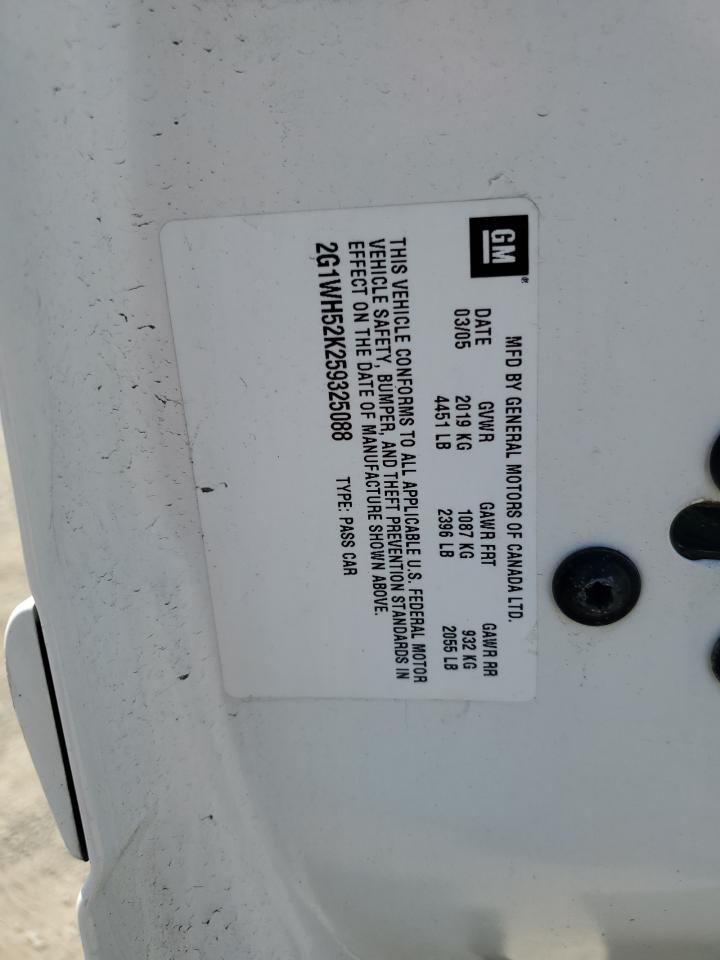 GM®
MFD BY GENERAL MOTORS OF CANADA LTD.
DATE GVWR GAWR FRT GAWR RR
03/05 2019 KG 1087 KG 932 KG
4451 LB 2396 LB 2055 LB
THIS VEHICLE CONFORMS TO ALL APPLICABLE U.S. FEDERAL MOTOR
VEHICLE SAFETY, BUMPER, AND THEFT PREVENTION STANDARDS IN
EFFECT ON THE DATE OF MANUFACTURE SHOWN ABOVE.
2G1WH52K259325088 TYPE: PASS CAR